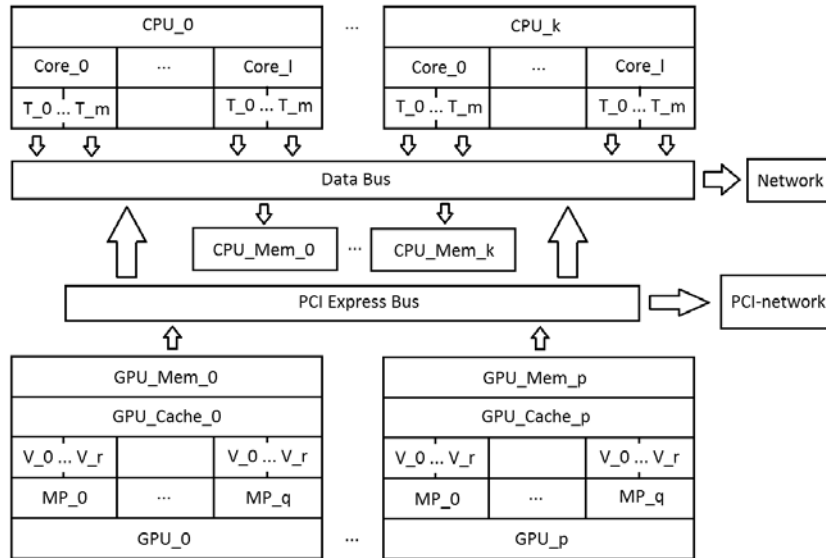 CPU_0 ... CPU_k
Core_0 ... Core_l Core_0 ... Core_l
T_0 ... T_m T_0 ... T_m T_0 ... T_m T_0 ... T_m
Data Bus Network
CPU_Mem_0 ... CPU_Mem_k
PCI Express Bus PCI-network
GPU_Mem_0 GPU_Mem_p
GPU_Cache_0 GPU_Cache_p
V_0 ... V_r V_0 ... V_r V_0 ... V_r V_0 ... V_r
MP_0 ... MP_q MP_0 ... MP_q
GPU_0 ... GPU_p